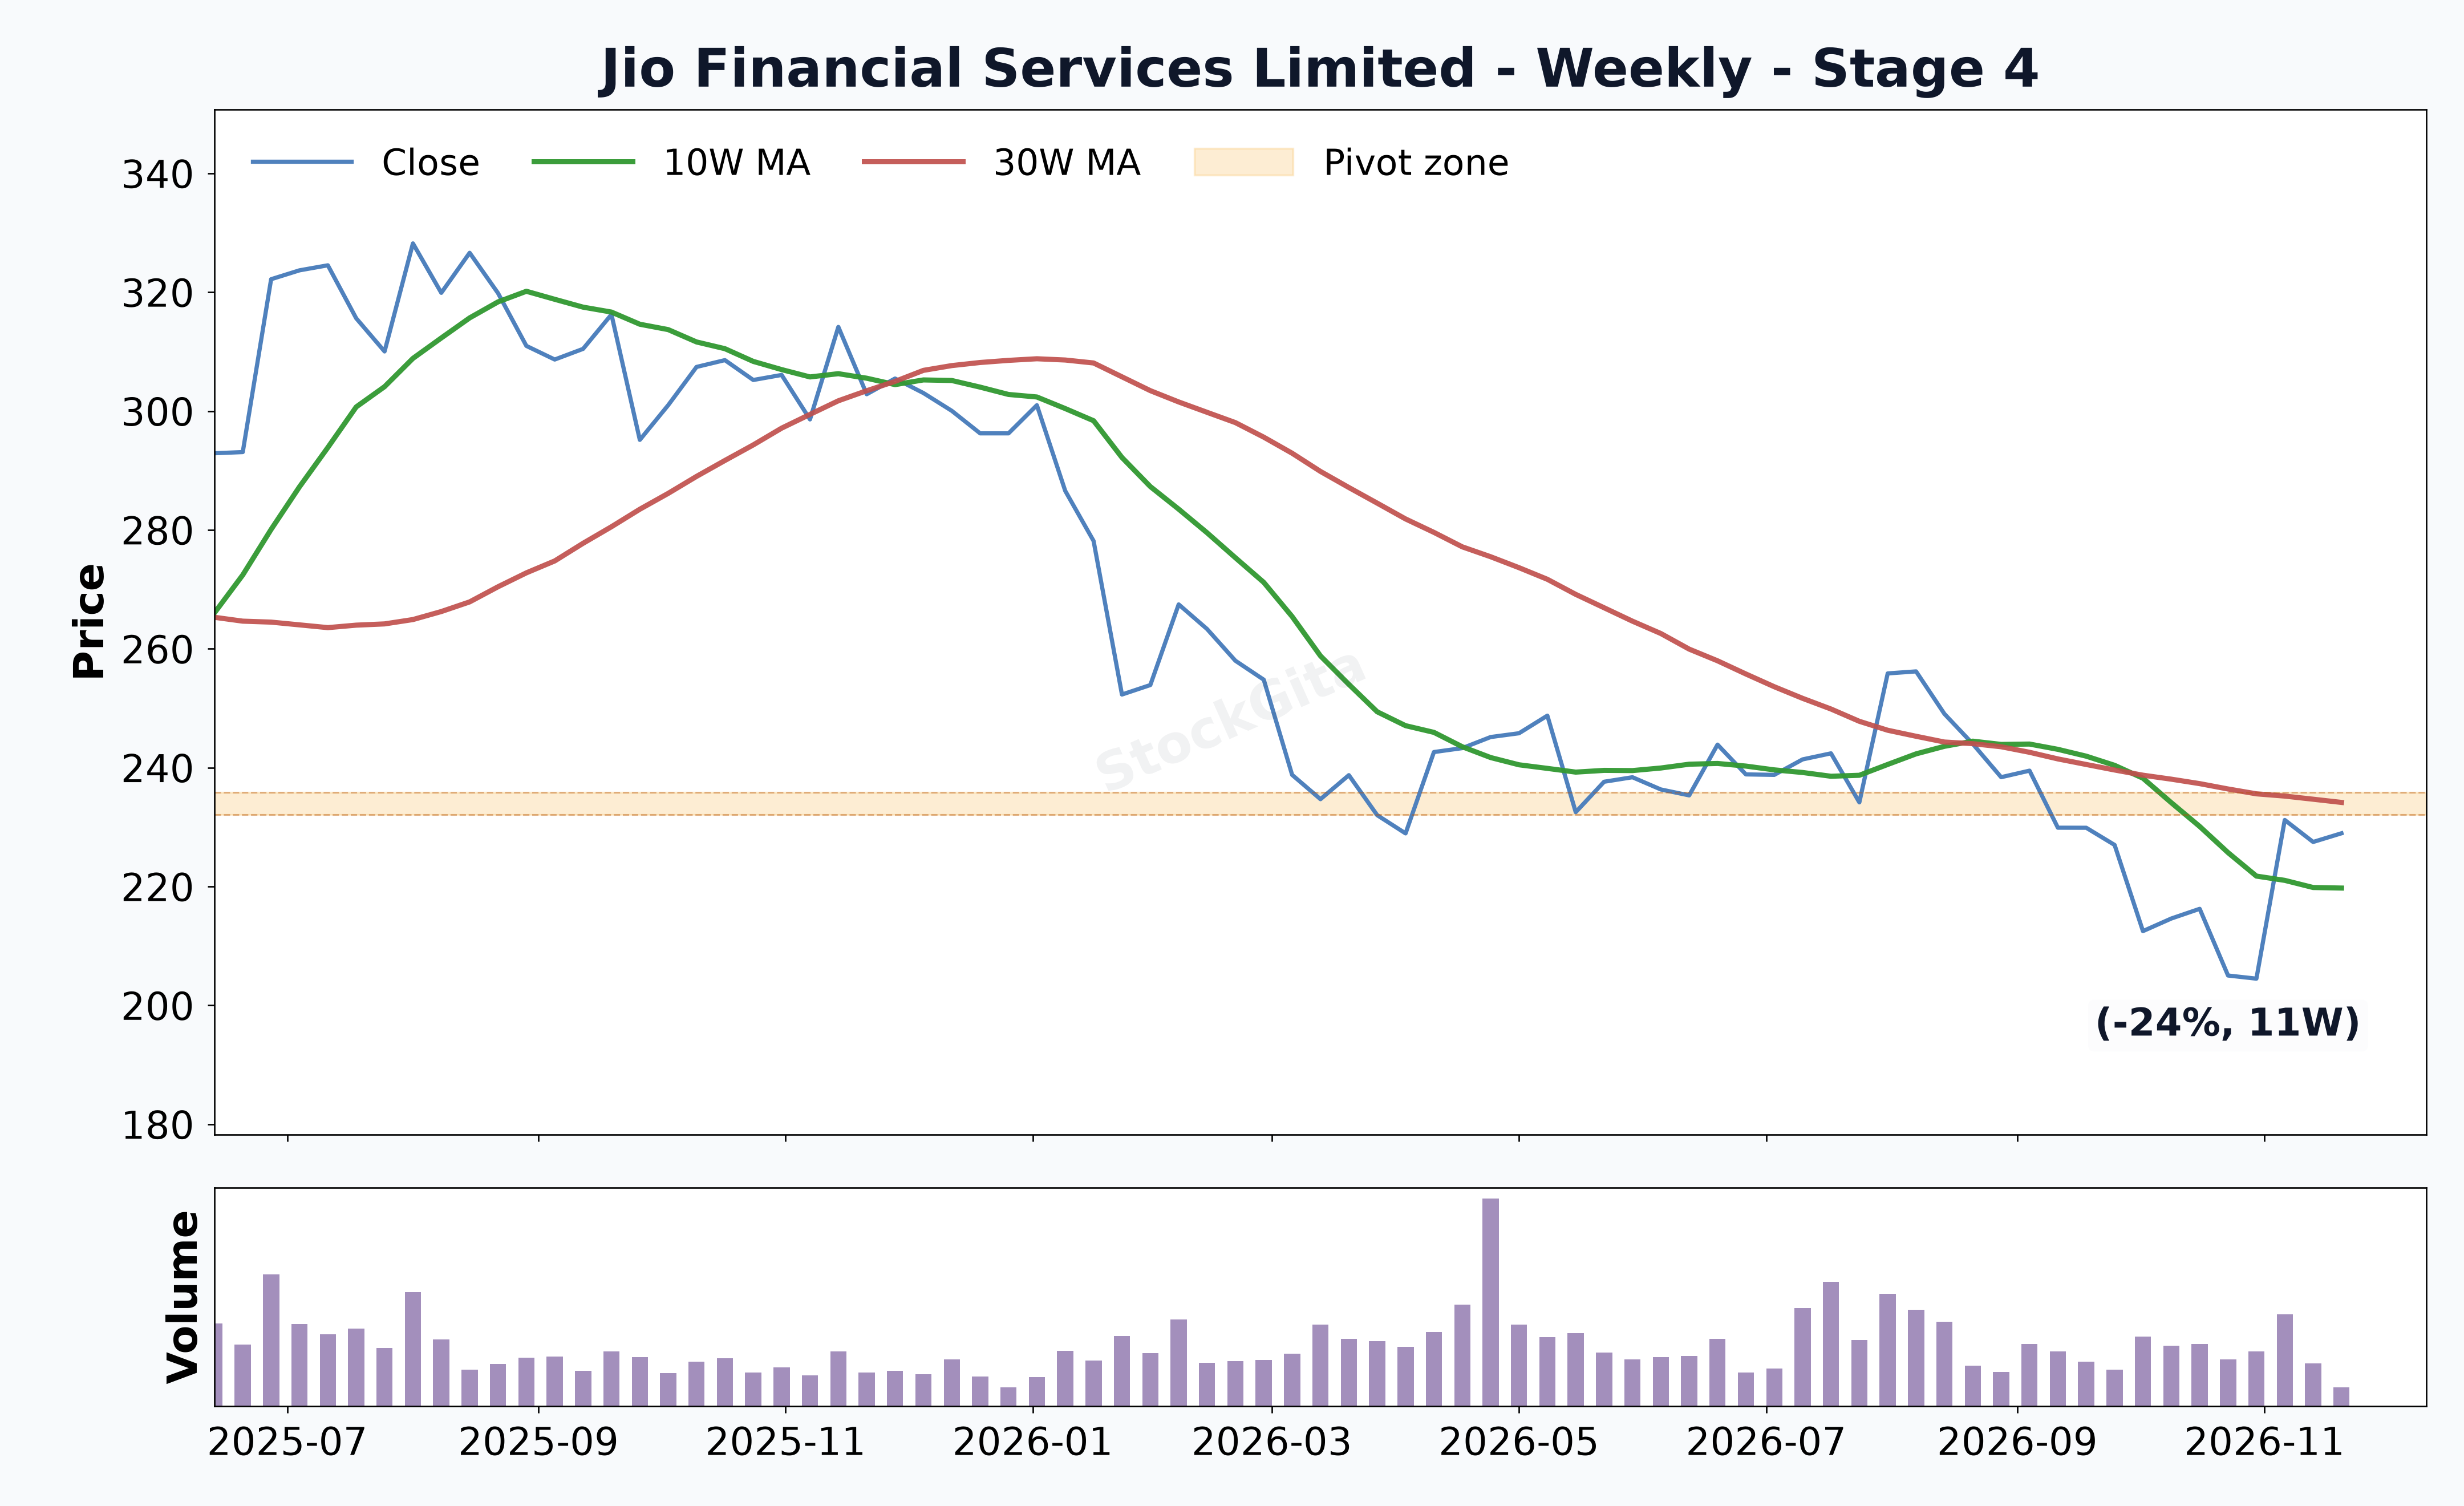 Jio Financial Services Limited - Weekly - Stage 4
Close 10W MA 30W MA Pivot zone
Price
340
320
300
280
260
240
220
200
180
StockGita
(-24%, 11W)
Volume
2025-07 2025-09 2025-11 2026-01 2026-03 2026-05 2026-07 2026-09 2026-11